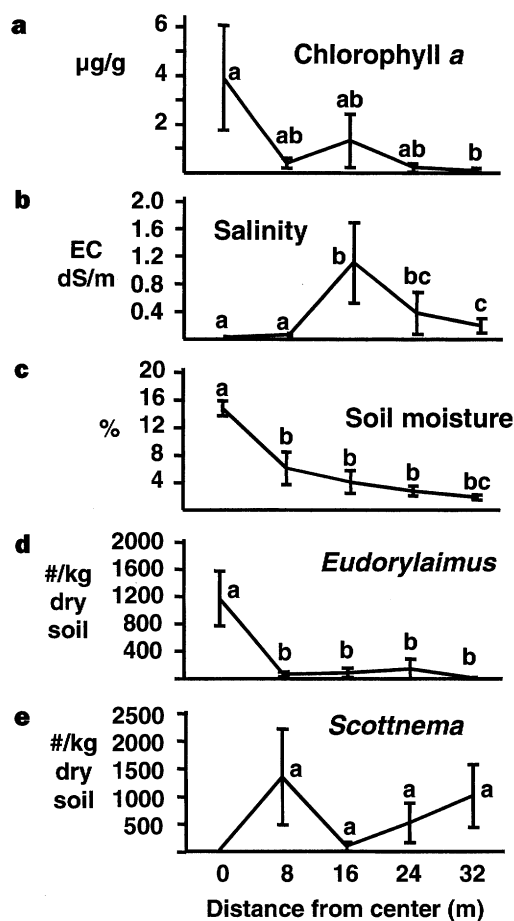 a
6
µg/g
4
2
Chlorophyll a
a
ab
ab
ab
b
b
2.0
1.6
EC
1.2
dS/m
0.8
0.4
Salinity
a
a
b
bc
c
c
20
16
%
12
8
4
Soil moisture
a
b
b
b
bc
d
2000
#/kg
1600
dry
1200
soil
800
400
Eudorylaimus
a
b
b
b
b
e
2500
#/kg
2000
dry
1500
soil
1000
500
Scottnema
a
a
a
a
0 8 16 24 32
Distance from center (m)